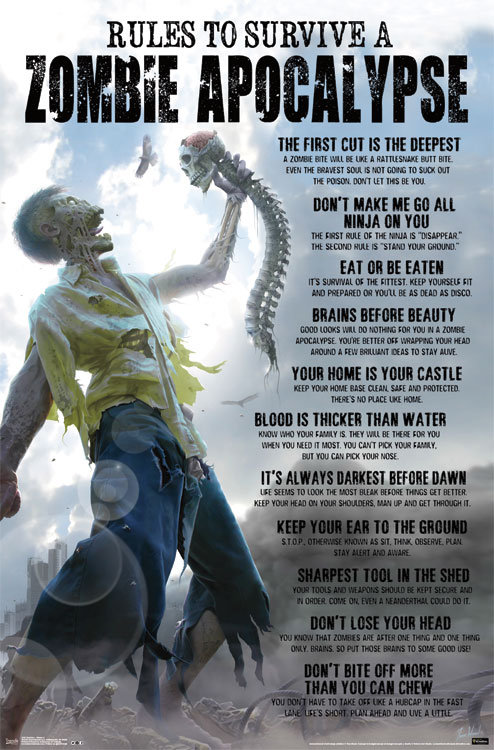 RULES TO SURVIVE A
ZOMBIE APOCALYPSE
THE FIRST CUT IS THE DEEPEST
A ZOMBIE BITE WILL BE LIKE A RATTLESNAKE BUTT BITE.
EVEN THE BRAVEST SOUL IS NOT GOING TO SUCK OUT
THE POISON. DON'T LET THIS BE YOU.
DON'T MAKE ME GO ALL
NINJA ON YOU
THE FIRST RULE OF THE NINJA IS "DISAPPEAR."
THE SECOND RULE IS "STAND YOUR GROUND."
EAT OR BE EATEN
IT'S SURVIVAL OF THE FITTEST. KEEP YOURSELF FIT
AND PREPARED OR YOU'LL BE AS DEAD AS DISCO.
BRAINS BEFORE BEAUTY
GOOD LOOKS WILL DO NOTHING FOR YOU IN A ZOMBIE
APOCALYPSE. YOU'RE BETTER OFF WRAPPING YOUR HEAD
AROUND A FEW BRILLIANT IDEAS TO STAY ALIVE.
YOUR HOME IS YOUR CASTLE
KEEP YOUR HOME BASE CLEAN, SAFE AND PROTECTED.
THERE'S NO PLACE LIKE HOME.
BLOOD IS THICKER THAN WATER
KNOW WHO YOUR FAMILY IS. THEY WILL BE THERE FOR YOU
WHEN YOU NEED IT MOST. YOU CAN'T PICK YOUR FAMILY,
BUT YOU CAN PICK YOUR NOSE.
IT'S ALWAYS DARKEST BEFORE DAWN
LIFE SEEMS TO LOOK THE MOST BLEAK BEFORE THINGS GET BETTER.
KEEP YOUR HEAD ON YOUR SHOULDERS, MAN UP AND GET THROUGH IT.
KEEP YOUR EAR TO THE GROUND
S.T.O.P., OTHERWISE KNOWN AS SIT, THINK, OBSERVE, PLAN.
STAY ALERT AND AWARE.
SHARPEST TOOL IN THE SHED
YOUR TOOLS AND WEAPONS SHOULD BE KEPT SECURE AND
IN ORDER. COME ON, EVEN A NEANDERTHAL COULD DO IT.
DON'T LOSE YOUR HEAD
YOU KNOW THAT ZOMBIES ARE AFTER ONE THING AND ONE THING
ONLY. BRAINS. SO PUT THOSE BRAINS TO SOME GOOD USE!
DON'T BITE OFF MORE
THAN YOU CAN CHEW
YOU DON'T HAVE TO TAKE OFF LIKE A HUBCAP IN THE FAST
LANE. LIFE'S SHORT. PLAN AHEAD AND LIVE A LITTLE.